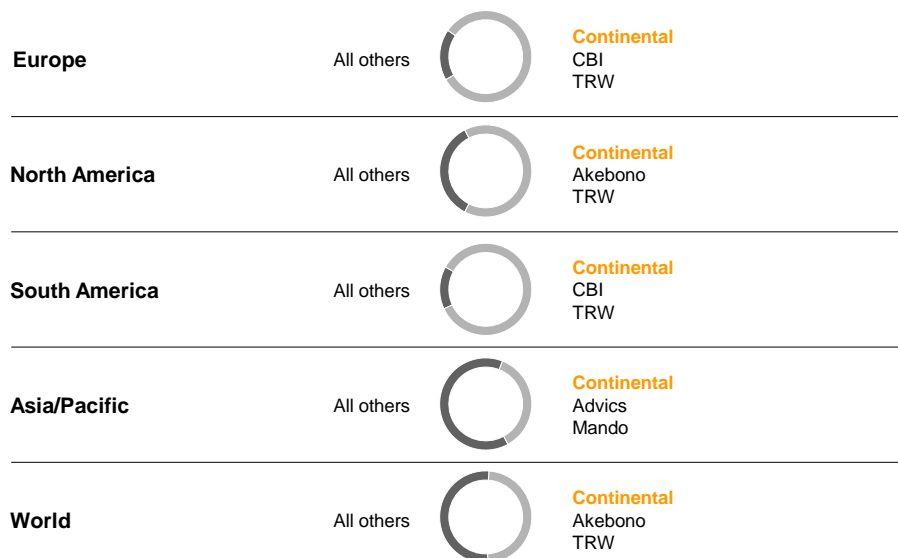 Europe
All others
Continental
CBI
TRW
North America
All others
Continental
Akebono
TRW
South America
All others
Continental
CBI
TRW
Asia/Pacific
All others
Continental
Advics
Mando
World
All others
Continental
Akebono
TRW